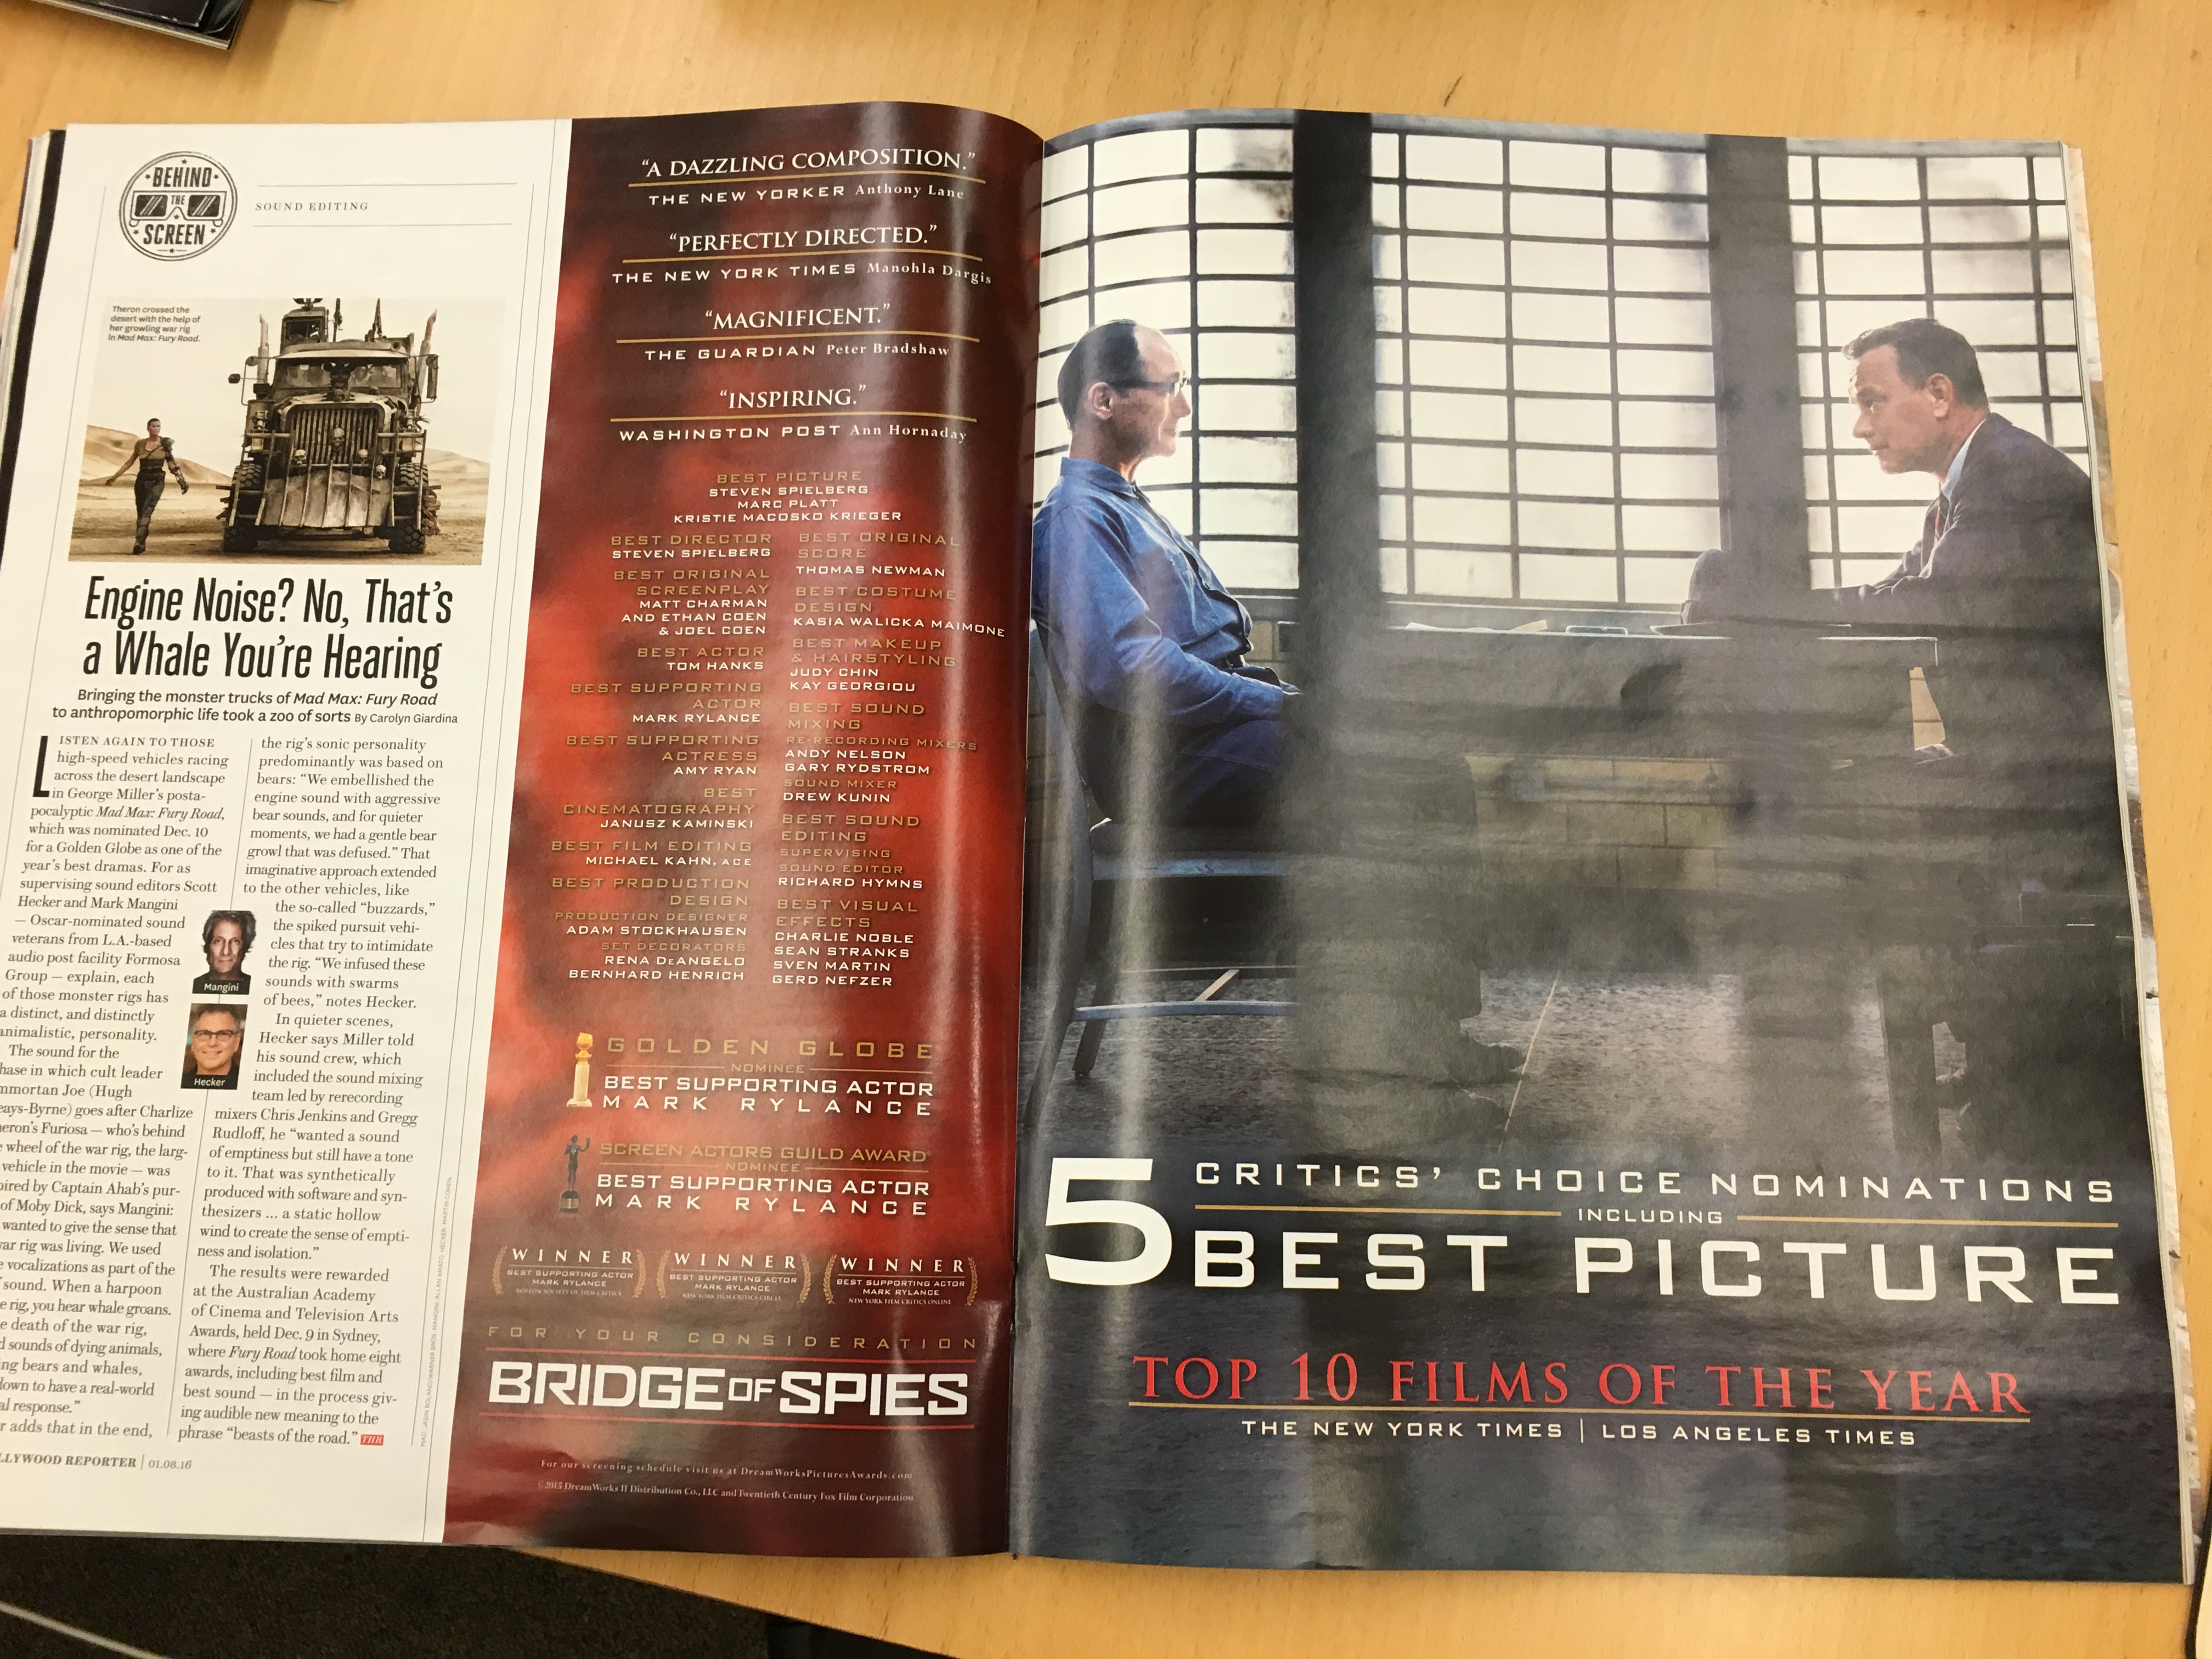 BEHIND
THE
SCREEN
SOUND EDITING
Theron crossed the
desert with the help of
her growling war rig
in Mad Max: Fury Road.
Engine Noise? No, That's
a Whale You're Hearing
Bringing the monster trucks of Mad Max: Fury Road
to anthropomorphic life took a zoo of sorts By Carolyn Giardina
LISTEN AGAIN TO THOSE
high-speed vehicles racing
across the desert landscape
in George Miller's posta-
pocalyptic Mad Max: Fury Road,
which was nominated Dec. 10
for a Golden Globe as one of the
year's best dramas. For as
supervising sound editors Scott
Hecker and Mark Mangini
— Oscar-nominated sound
veterans from L.A.-based
audio post facility Formosa
Group — explain, each
of those monster rigs has
a distinct, and distinctly
animalistic, personality.
The sound for the
hase in which cult leader
mmortan Joe (Hugh
ays-Byrne) goes after Charlize
eron's Furiosa — who's behind
wheel of the war rig, the larg-
vehicle in the movie — was
pired by Captain Ahab's pur-
of Moby Dick, says Mangini:
wanted to give the sense that
war rig was living. We used
e vocalizations as part of the
sound. When a harpoon
e rig, you hear whale groans.
e death of the war rig,
d sounds of dying animals,
ng bears and whales,
down to have a real-world
al response."
r adds that in the end,
the rig's sonic personality
predominantly was based on
bears: "We embellished the
engine sound with aggressive
bear sounds, and for quieter
moments, we had a gentle bear
growl that was defused." That
imaginative approach extended
to the other vehicles, like
the so-called "buzzards,"
the spiked pursuit vehi-
cles that try to intimidate
the rig. "We infused these
sounds with swarms
of bees," notes Hecker.
In quieter scenes,
Hecker says Miller told
his sound crew, which
included the sound mixing
team led by rerecording
mixers Chris Jenkins and Gregg
Rudloff, he "wanted a sound
of emptiness but still have a tone
to it. That was synthetically
produced with software and syn-
thesizers ... a static hollow
wind to create the sense of empti-
ness and isolation."
The results were rewarded
at the Australian Academy
of Cinema and Television Arts
Awards, held Dec. 9 in Sydney,
where Fury Road took home eight
awards, including best film and
best sound — in the process giv-
ing audible new meaning to the
phrase "beasts of the road." THR
Mangini
Hecker
LLYWOOD REPORTER | 01.08.16
MAD: JASIN BOLAND/WARNER BROS. MANGINI: ALLAN AMATO. HECKER: MARTIN COHEN.
"A DAZZLING COMPOSITION."
THE NEW YORKER Anthony Lane
"PERFECTLY DIRECTED."
THE NEW YORK TIMES Manohla Dargis
"MAGNIFICENT."
THE GUARDIAN Peter Bradshaw
"INSPIRING."
WASHINGTON POST Ann Hornaday
BEST PICTURE
STEVEN SPIELBERG
MARC PLATT
KRISTIE MACOSKO KRIEGER
BEST DIRECTOR
STEVEN SPIELBERG
BEST ORIGINAL
SCREENPLAY
MATT CHARMAN
AND ETHAN COEN
& JOEL COEN
BEST ACTOR
TOM HANKS
BEST SUPPORTING
ACTOR
MARK RYLANCE
BEST SUPPORTING
ACTRESS
AMY RYAN
BEST
CINEMATOGRAPHY
JANUSZ KAMINSKI
BEST FILM EDITING
MICHAEL KAHN, ACE
BEST PRODUCTION
DESIGN
PRODUCTION DESIGNER
ADAM STOCKHAUSEN
SET DECORATORS
RENA DeANGELO
BERNHARD HENRICH
BEST ORIGINAL
SCORE
THOMAS NEWMAN
BEST COSTUME
DESIGN
KASIA WALICKA MAIMONE
BEST MAKEUP
& HAIRSTYLING
JUDY CHIN
KAY GEORGIOU
BEST SOUND
MIXING
RE-RECORDING MIXERS
ANDY NELSON
GARY RYDSTROM
SOUND MIXER
DREW KUNIN
BEST SOUND
EDITING
SUPERVISING
SOUND EDITOR
RICHARD HYMNS
BEST VISUAL
EFFECTS
CHARLIE NOBLE
SEAN STRANKS
SVEN MARTIN
GERD NEFZER
GOLDEN GLOBE
NOMINEE
BEST SUPPORTING ACTOR
MARK RYLANCE
SCREEN ACTORS GUILD AWARD
NOMINEE
BEST SUPPORTING ACTOR
MARK RYLANCE
WINNER
BEST SUPPORTING ACTOR
MARK RYLANCE
BOSTON SOCIETY OF FILM CRITICS
WINNER
BEST SUPPORTING ACTOR
MARK RYLANCE
NEW YORK FILM CRITICS CIRCLE
WINNER
BEST SUPPORTING ACTOR
MARK RYLANCE
NEW YORK FILM CRITICS ONLINE
FOR YOUR CONSIDERATION
BRIDGE OF SPIES
For our screening schedule visit us at DreamWorksPicturesAwards.com
©2015 DreamWorks II Distribution Co., LLC and Twentieth Century Fox Film Corporation
5 CRITICS' CHOICE NOMINATIONS
INCLUDING
BEST PICTURE
TOP 10 FILMS OF THE YEAR
THE NEW YORK TIMES | LOS ANGELES TIMES